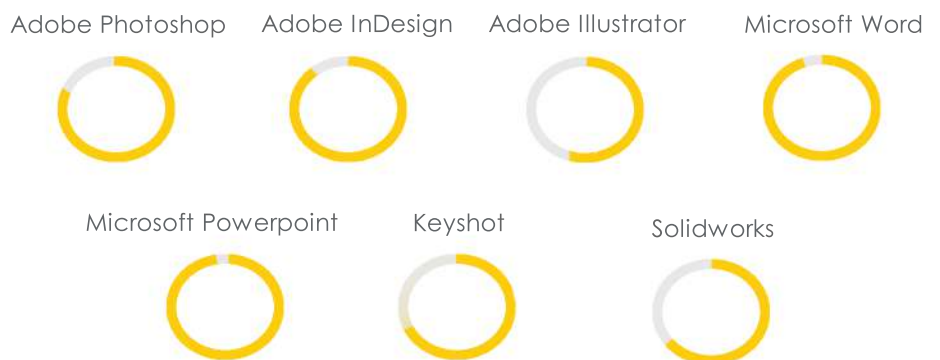 Adobe Photoshop
Adobe InDesign
Adobe Illustrator
Microsoft Word
Microsoft Powerpoint
Keyshot
Solidworks